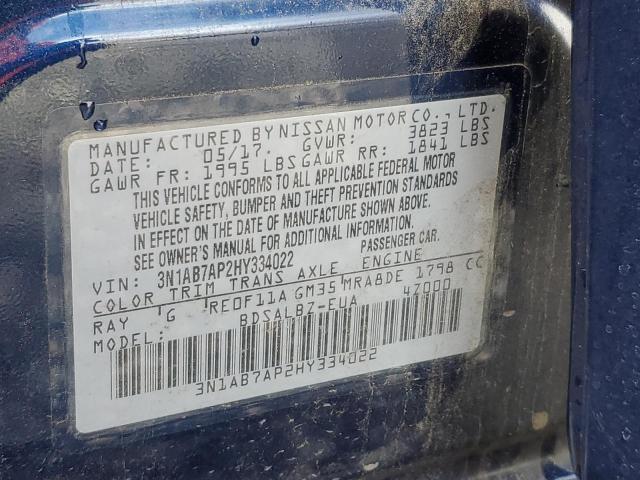 MANUFACTURED BY NISSAN MOTOR CO., LTD.
DATE: 05/17. GVWR: 3823 LBS
GAWR FR: 1995 LBS GAWR RR: 1841 LBS
THIS VEHICLE CONFORMS TO ALL APPLICABLE FEDERAL MOTOR
VEHICLE SAFETY, BUMPER AND THEFT PREVENTION STANDARDS
IN EFFECT ON THE DATE OF MANUFACTURE SHOWN ABOVE.
SEE OWNER'S MANUAL FOR ADDITIONAL INFORMATION.
VIN: 3N1AB7AP2HY334022 PASSENGER CAR.
COLOR TRIM TRANS AXLE ENGINE
RAY G RE0F11A GM35 MRA8DE 1798 CC
MODEL: BDSALBZ-EUA 47000
3N1AB7AP2HY334022